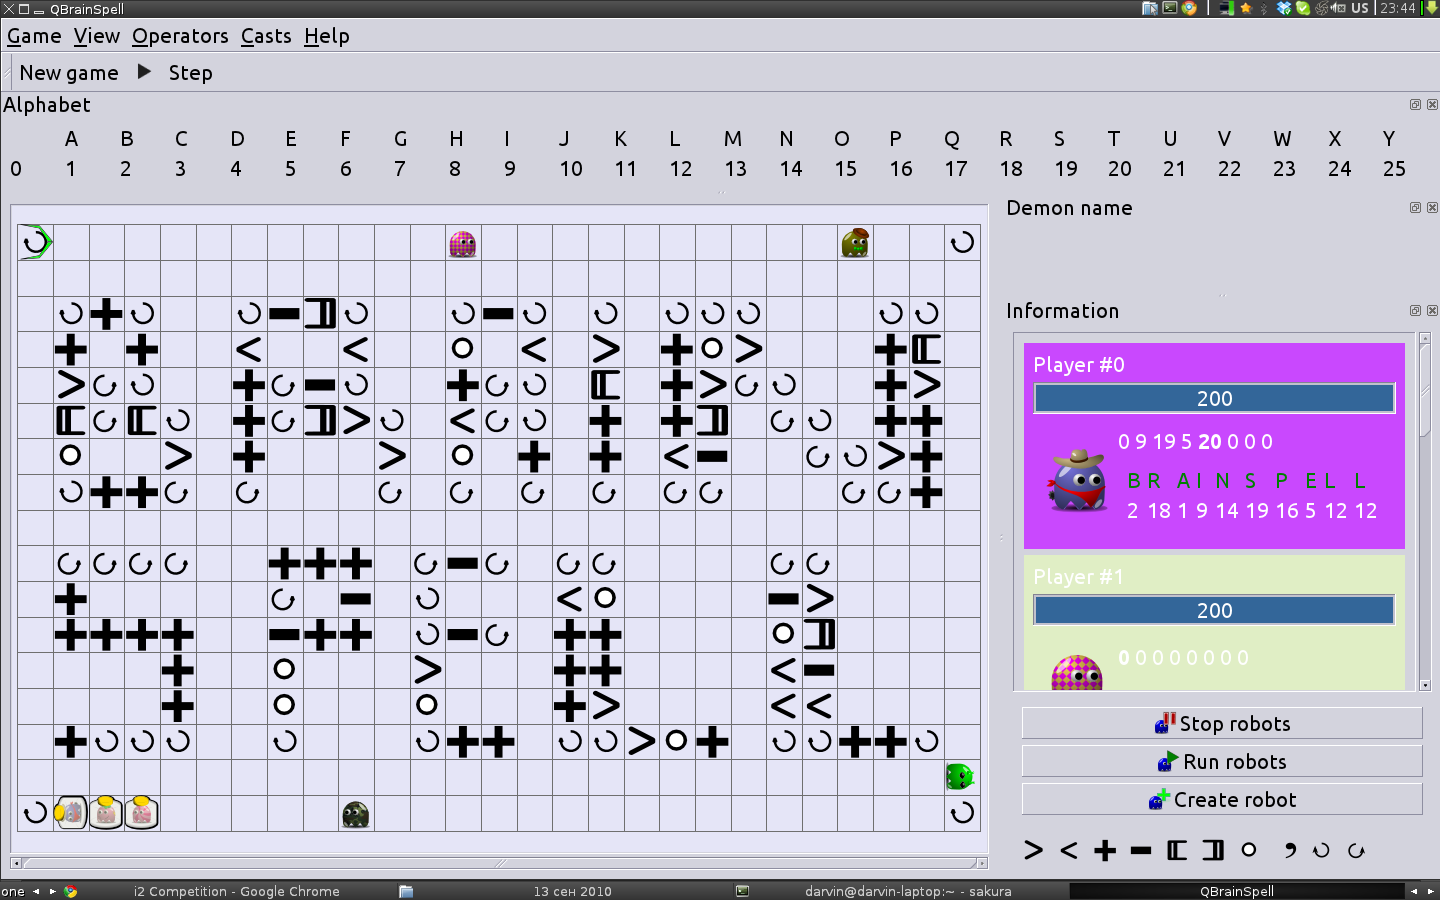 QBrainSpell
US 23:44
Game View Operators Casts Help
New game Step
Alphabet
A B C D E F G H I J K L M N O P Q R S T U V W X Y
0 1 2 3 4 5 6 7 8 9 10 11 12 13 14 15 16 17 18 19 20 21 22 23 24 25
Demon name
Information
Player #0
200
0 9 19 5 20 0 0 0
B R A I N S P E L L
2 18 1 9 14 19 16 5 12 12
Player #1
200
0 0 0 0 0 0 0 0
Stop robots
Run robots
Create robot
one
i2 Competition - Google Chrome
13 сен 2010
darvin@darvin-laptop:~ - sakura
QBrainSpell